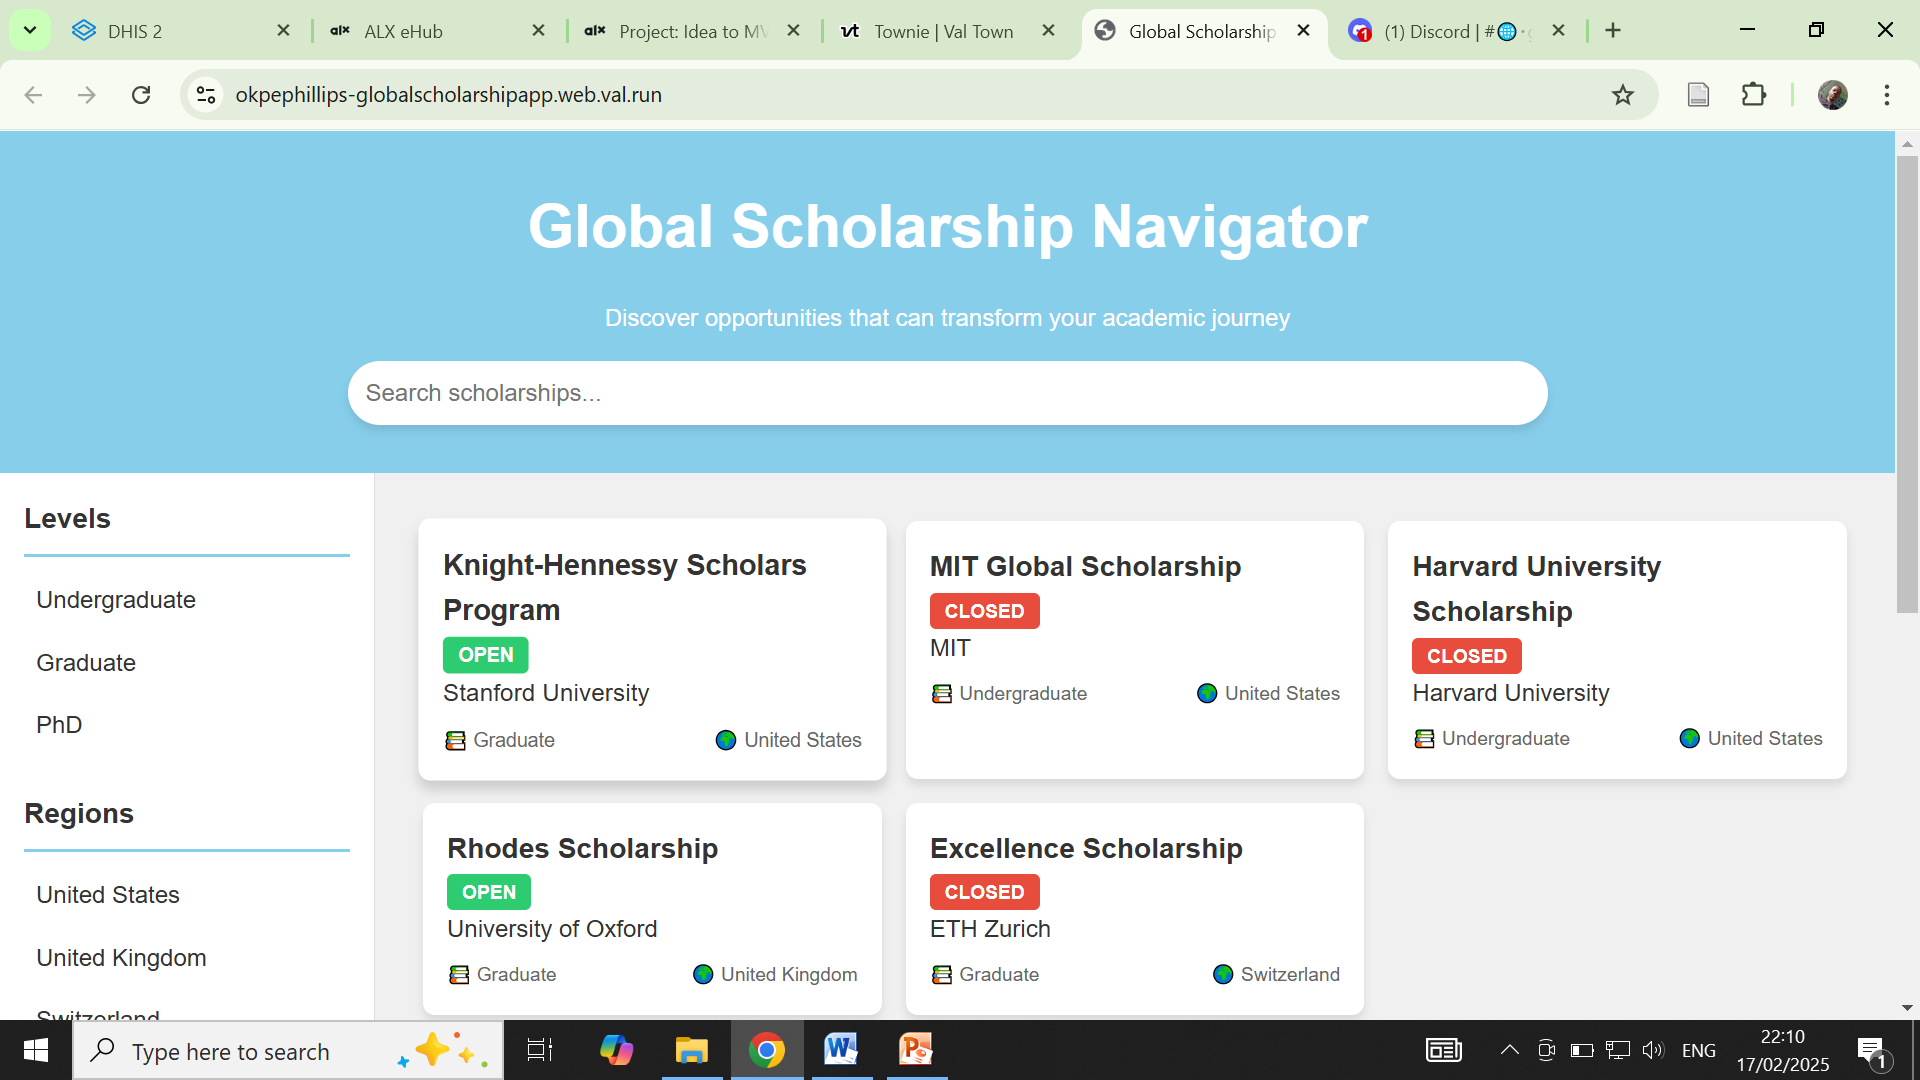 DHIS 2
alx ALX eHub
alx Project: Idea to MV
vt Townie | Val Town
Global Scholarship
(1) Discord | #
okpephillips-globalscholarshipapp.web.val.run
Global Scholarship Navigator
Discover opportunities that can transform your academic journey
Search scholarships...
Levels
Undergraduate
Graduate
PhD
Regions
United States
United Kingdom
Switzerland
Knight-Hennessy Scholars
Program
OPEN
Stanford University
Graduate
United States
MIT Global Scholarship
CLOSED
MIT
Undergraduate
United States
Harvard University
Scholarship
CLOSED
Harvard University
Undergraduate
United States
Rhodes Scholarship
OPEN
University of Oxford
Graduate
United Kingdom
Excellence Scholarship
CLOSED
ETH Zurich
Graduate
Switzerland
Type here to search
ENG
22:10
17/02/2025
1